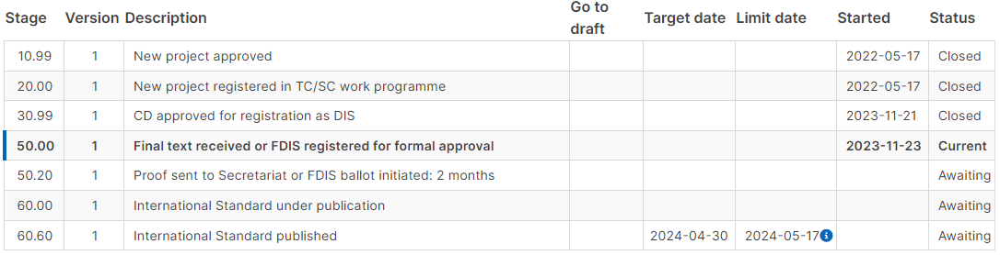 Stage Version Description Go to draft Target date Limit date Started Status
10.99 1 New project approved 2022-05-17 Closed
20.00 1 New project registered in TC/SC work programme 2022-05-17 Closed
30.99 1 CD approved for registration as DIS 2023-11-21 Closed
50.00 1 Final text received or FDIS registered for formal approval 2023-11-23 Current
50.20 1 Proof sent to Secretariat or FDIS ballot initiated: 2 months Awaiting
60.00 1 International Standard under publication Awaiting
60.60 1 International Standard published 2024-04-30 2024-05-17 Awaiting